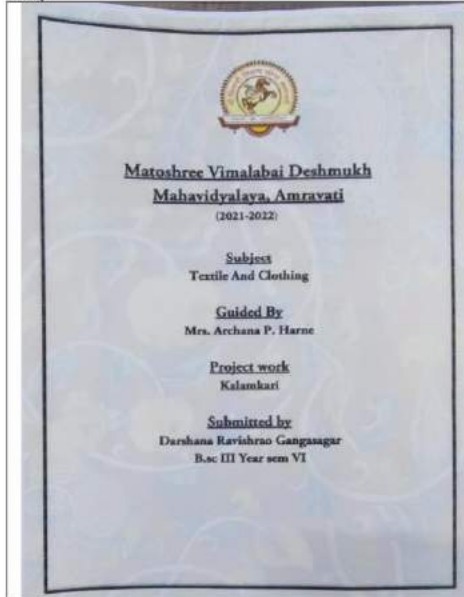 Matoshree Vimalabai Deshmukh
Mahavidyalaya, Amravati
(2021-2022)
Subject
Textile And Clothing
Guided By
Mrs. Archana P. Harne
Project work
Kalamkari
Submitted by
Darshana Ravishrao Gangasagar
B.sc III Year sem VI